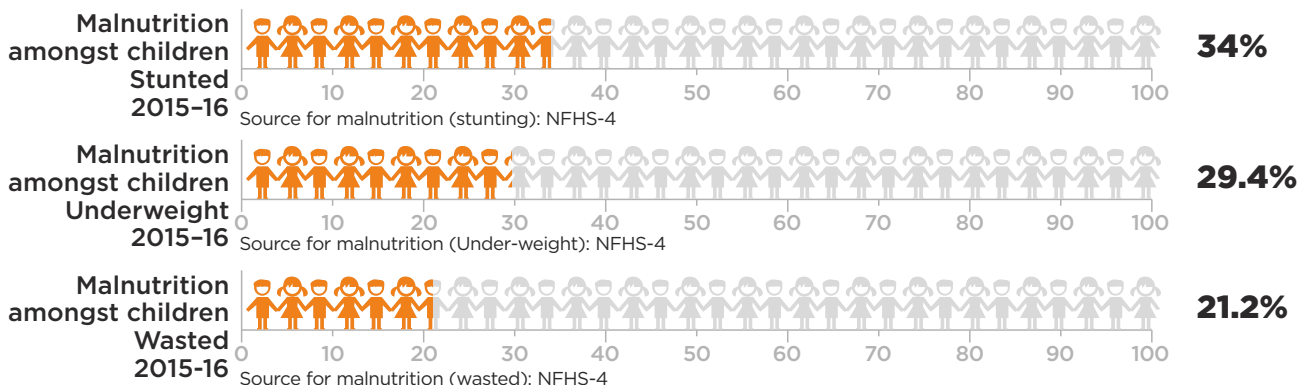 Malnutrition
amongst children
Stunted
2015–16
34%
0 10 20 30 40 50 60 70 80 90 100
Source for malnutrition (stunting): NFHS-4
Malnutrition
amongst children
Underweight
2015–16
29.4%
0 10 20 30 40 50 60 70 80 90 100
Source for malnutrition (Under-weight): NFHS-4
Malnutrition
amongst children
Wasted
2015-16
21.2%
0 10 20 30 40 50 60 70 80 90 100
Source for malnutrition (wasted): NFHS-4